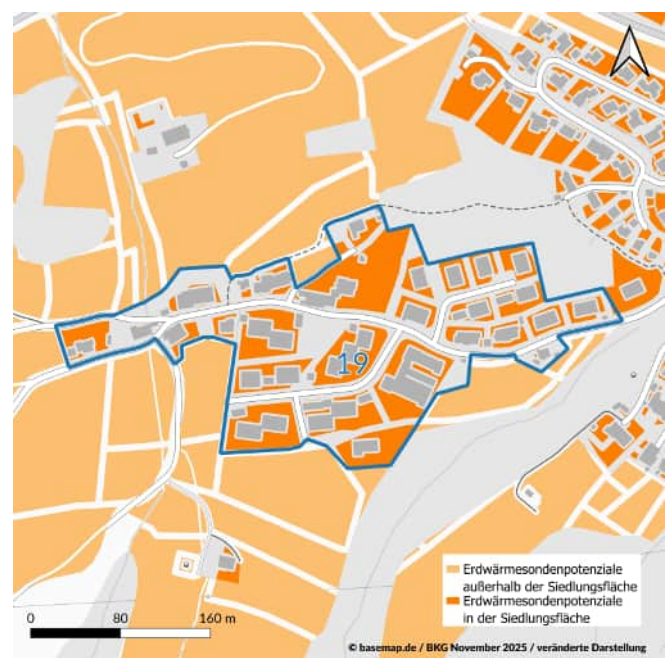 19
Erdwärmesondenpotenziale
außerhalb der Siedlungsfläche
Erdwärmesondenpotenziale
in der Siedlungsfläche
0 80 160 m
© basemap.de / BKG November 2025 / veränderte Darstellung